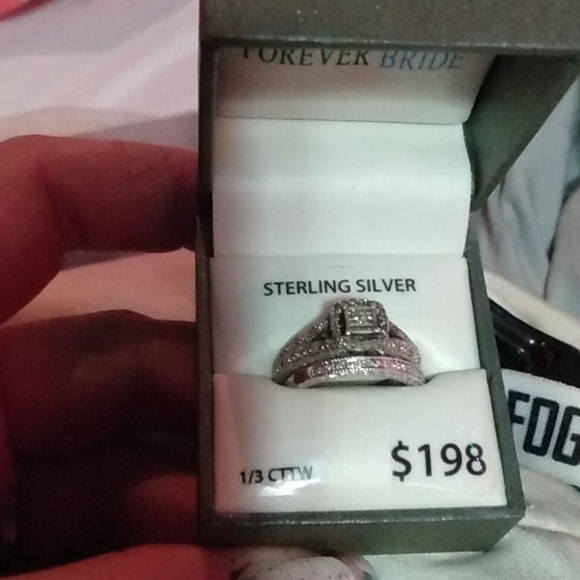 FOREVER BRIDE
STERLING SILVER
1/3 CTTW
$198
FOG